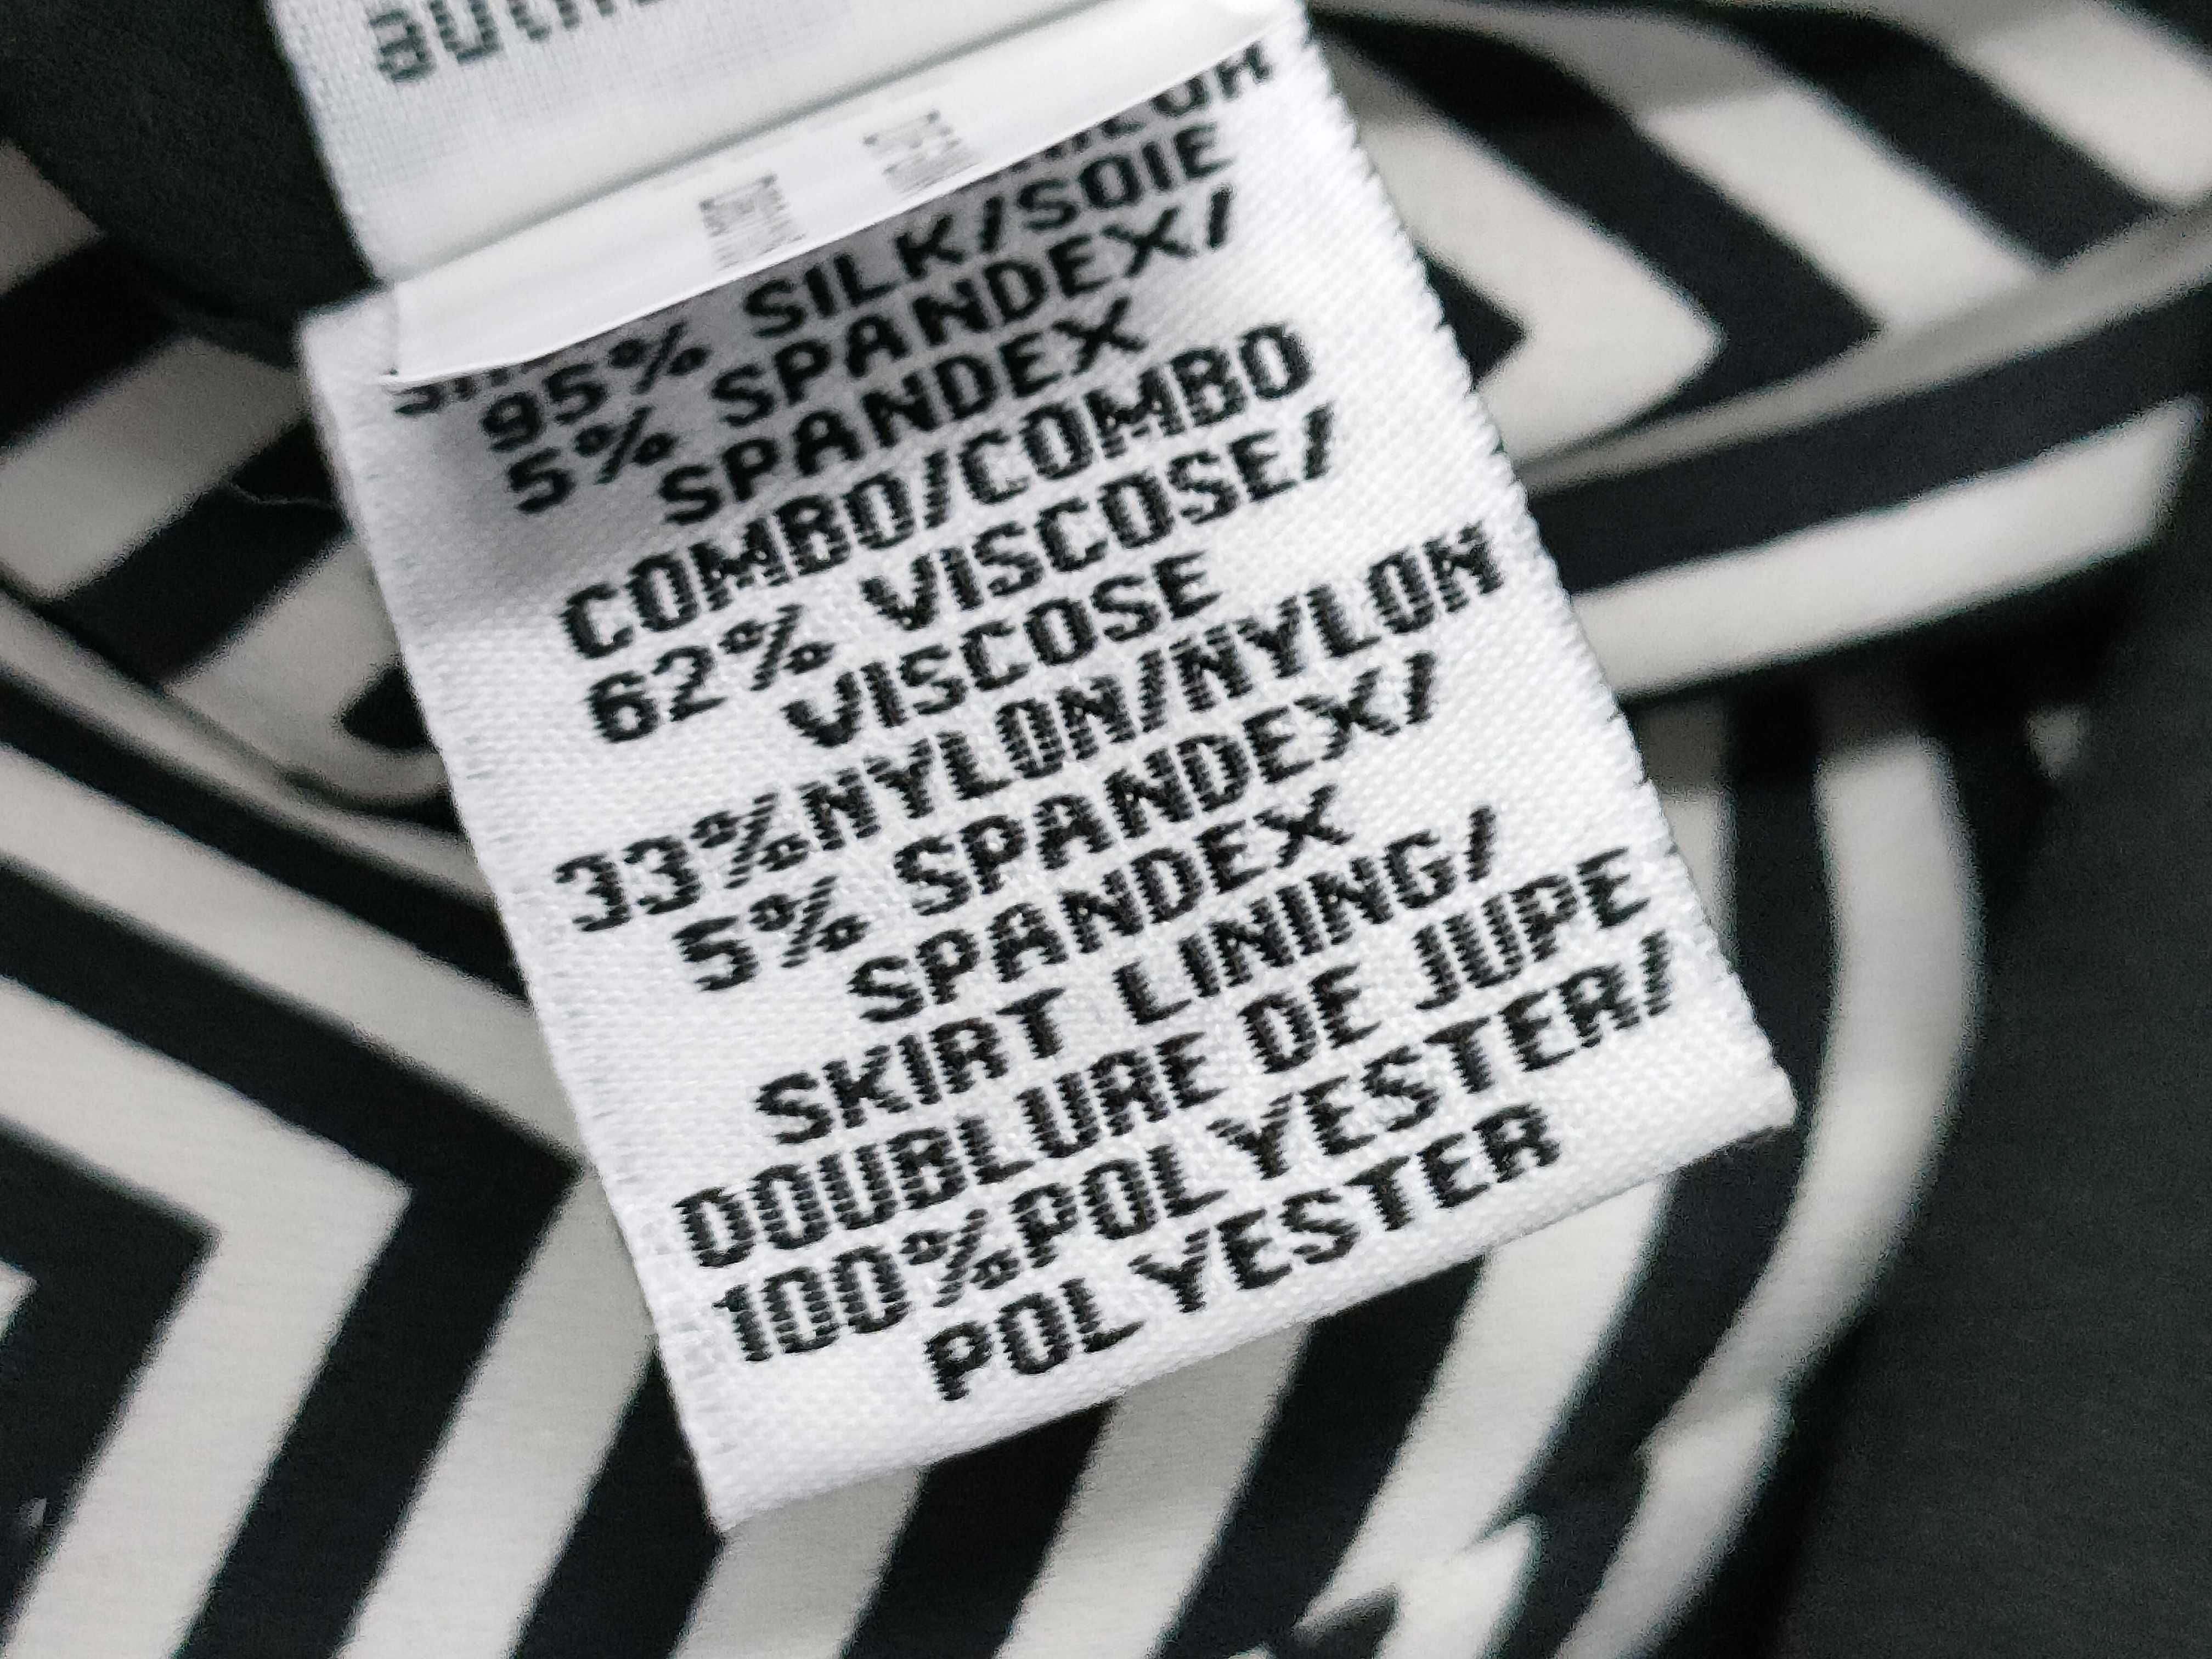 95% SILK/SOIE
5% SPANDEX/
SPANDEX
COMBO/COMBO
62% VISCOSE/
VISCOSE
33%NYLON/NYLON
5% SPANDEX/
SPANDEX
SKIRT LINING/
DOUBLURE DE JUPE
100%POLYESTER/
POLYESTER